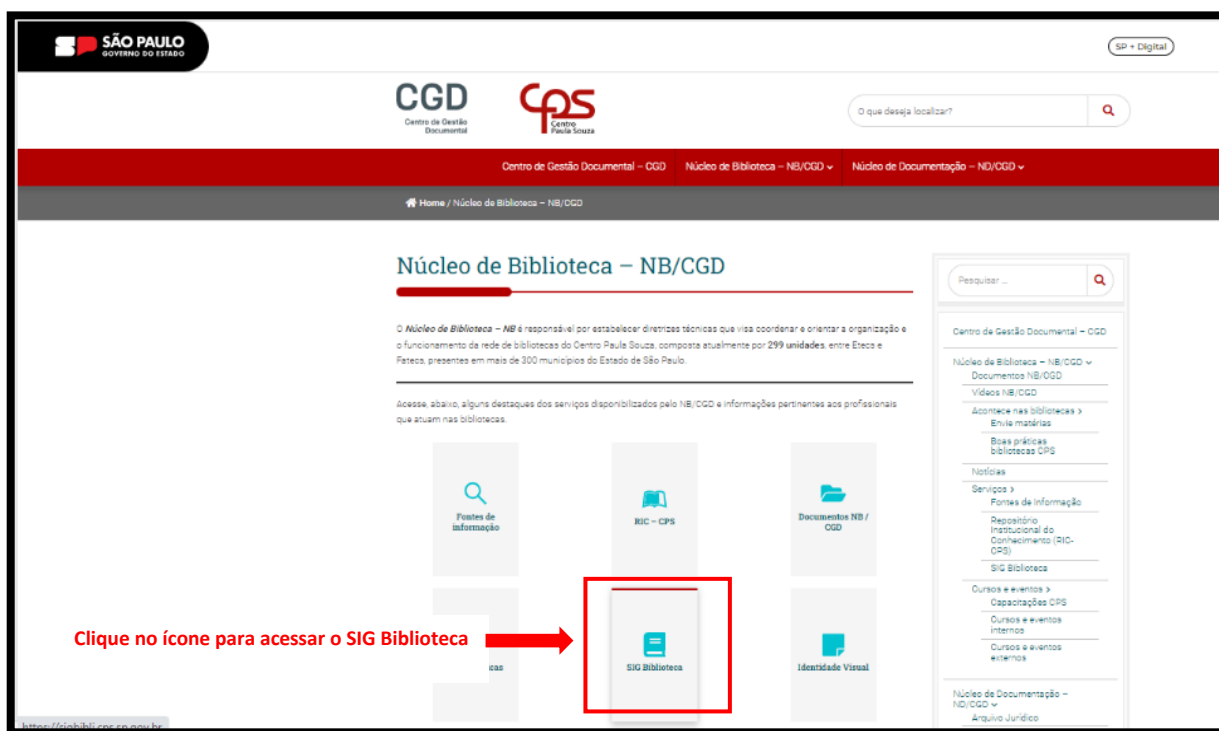 SÃO PAULO
GOVERNO DO ESTADO
SP + Digital
CGD
Centro de Gestão
Documental
CPS
Centro
Paula Souza
O que deseja localizar?
Centro de Gestão Documental – CGD
Núcleo de Biblioteca – NB/CGD
Núcleo de Documentação – ND/CGD
Home / Núcleo de Biblioteca – NB/CGD
Núcleo de Biblioteca – NB/CGD
O Núcleo de Biblioteca – NB é responsável por estabelecer diretrizes técnicas que visa coordenar e orientar a organização e
o funcionamento da rede de bibliotecas do Centro Paula Souza, composta atualmente por 299 unidades, entre Etecs e
Fatecs, presentes em mais de 300 municípios do Estado de São Paulo.
Acesse, abaixo, alguns destaques dos serviços disponibilizados pelo NB/CGD e informações pertinentes aos profissionais
que atuam nas bibliotecas.
Fontes de
informação
RIC – CPS
Documentos NB /
CGD
Clique no ícone para acessar o SIG Biblioteca
cas
SIG Biblioteca
Identidade Visual
https://sigbibli.cps.sp.gov.br
Pesquisar ...
Centro de Gestão Documental – CGD
Núcleo de Biblioteca – NB/CGD
Documentos NB/CGD
Vídeos NB/CGD
Acontece nas bibliotecas >
Envie matérias
Boas práticas
bibliotecas CPS
Notícias
Serviços >
Fontes de Informação
Repositório
Institucional do
Conhecimento (RIC-
CPS)
SIG Biblioteca
Cursos e eventos >
Capacitações CPS
Cursos e eventos
internos
Cursos e eventos
externos
Núcleo de Documentação –
ND/CGD
Arquivo Jurídico